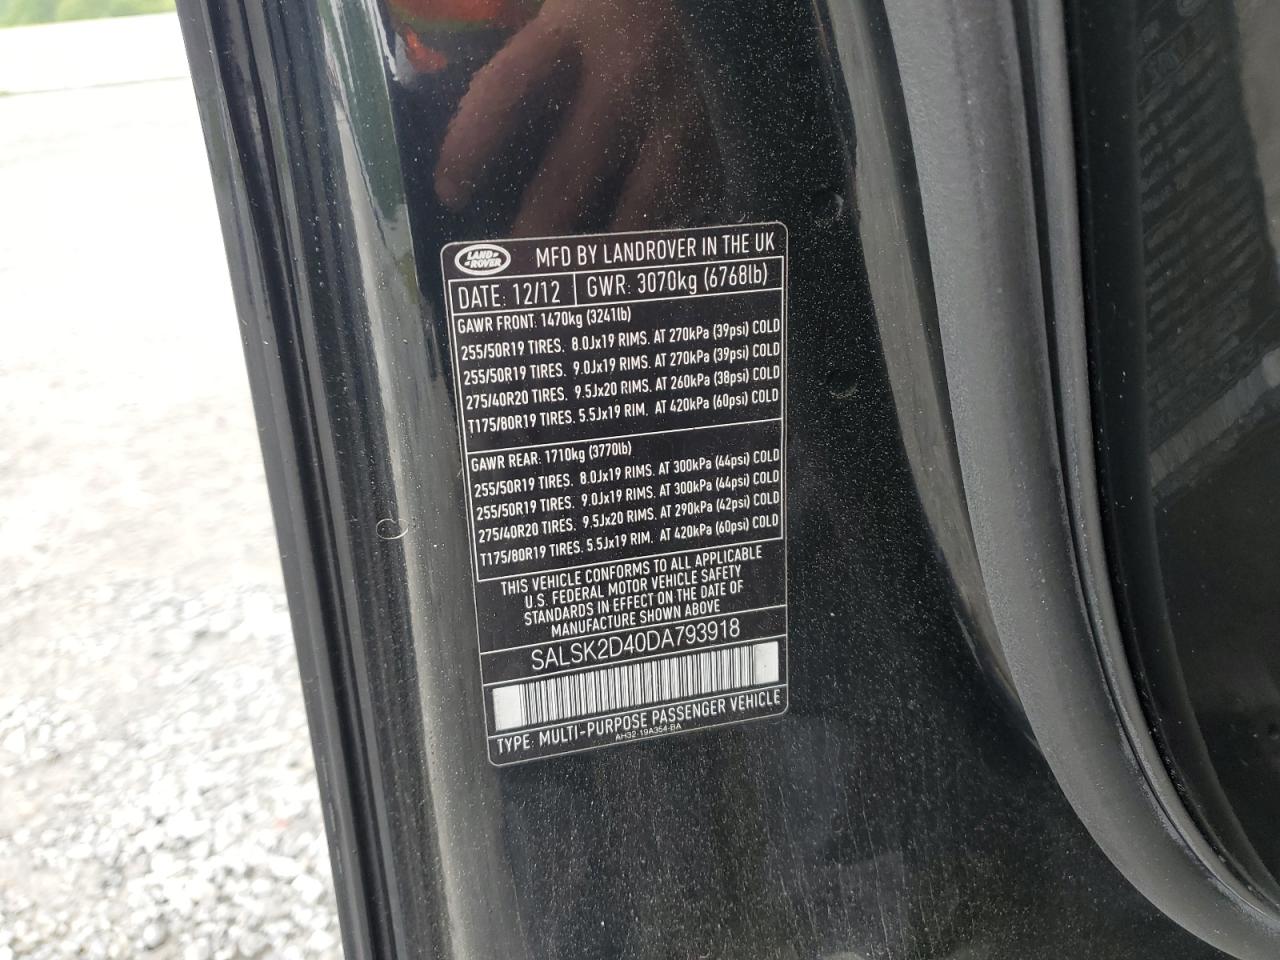 LAND-
-ROVER
MFD BY LANDROVER IN THE UK
DATE: 12/12 GWR: 3070kg (6768lb)
GAWR FRONT: 1470kg (3241lb)
255/50R19 TIRES. 8.0Jx19 RIMS. AT 270kPa (39psi) COLD
255/50R19 TIRES. 9.0Jx19 RIMS. AT 270kPa (39psi) COLD
275/40R20 TIRES. 9.5Jx20 RIMS. AT 260kPa (38psi) COLD
T175/80R19 TIRES. 5.5Jx19 RIM. AT 420kPa (60psi) COLD
GAWR REAR: 1710kg (3770lb)
255/50R19 TIRES. 8.0Jx19 RIMS. AT 300kPa (44psi) COLD
255/50R19 TIRES. 9.0Jx19 RIMS. AT 300kPa (44psi) COLD
275/40R20 TIRES. 9.5Jx20 RIMS. AT 290kPa (42psi) COLD
T175/80R19 TIRES. 5.5Jx19 RIM. AT 420kPa (60psi) COLD
THIS VEHICLE CONFORMS TO ALL APPLICABLE
U.S. FEDERAL MOTOR VEHICLE SAFETY
STANDARDS IN EFFECT ON THE DATE OF
MANUFACTURE SHOWN ABOVE
SALSK2D40DA793918
TYPE: MULTI-PURPOSE PASSENGER VEHICLE
AH32-19A354-BA